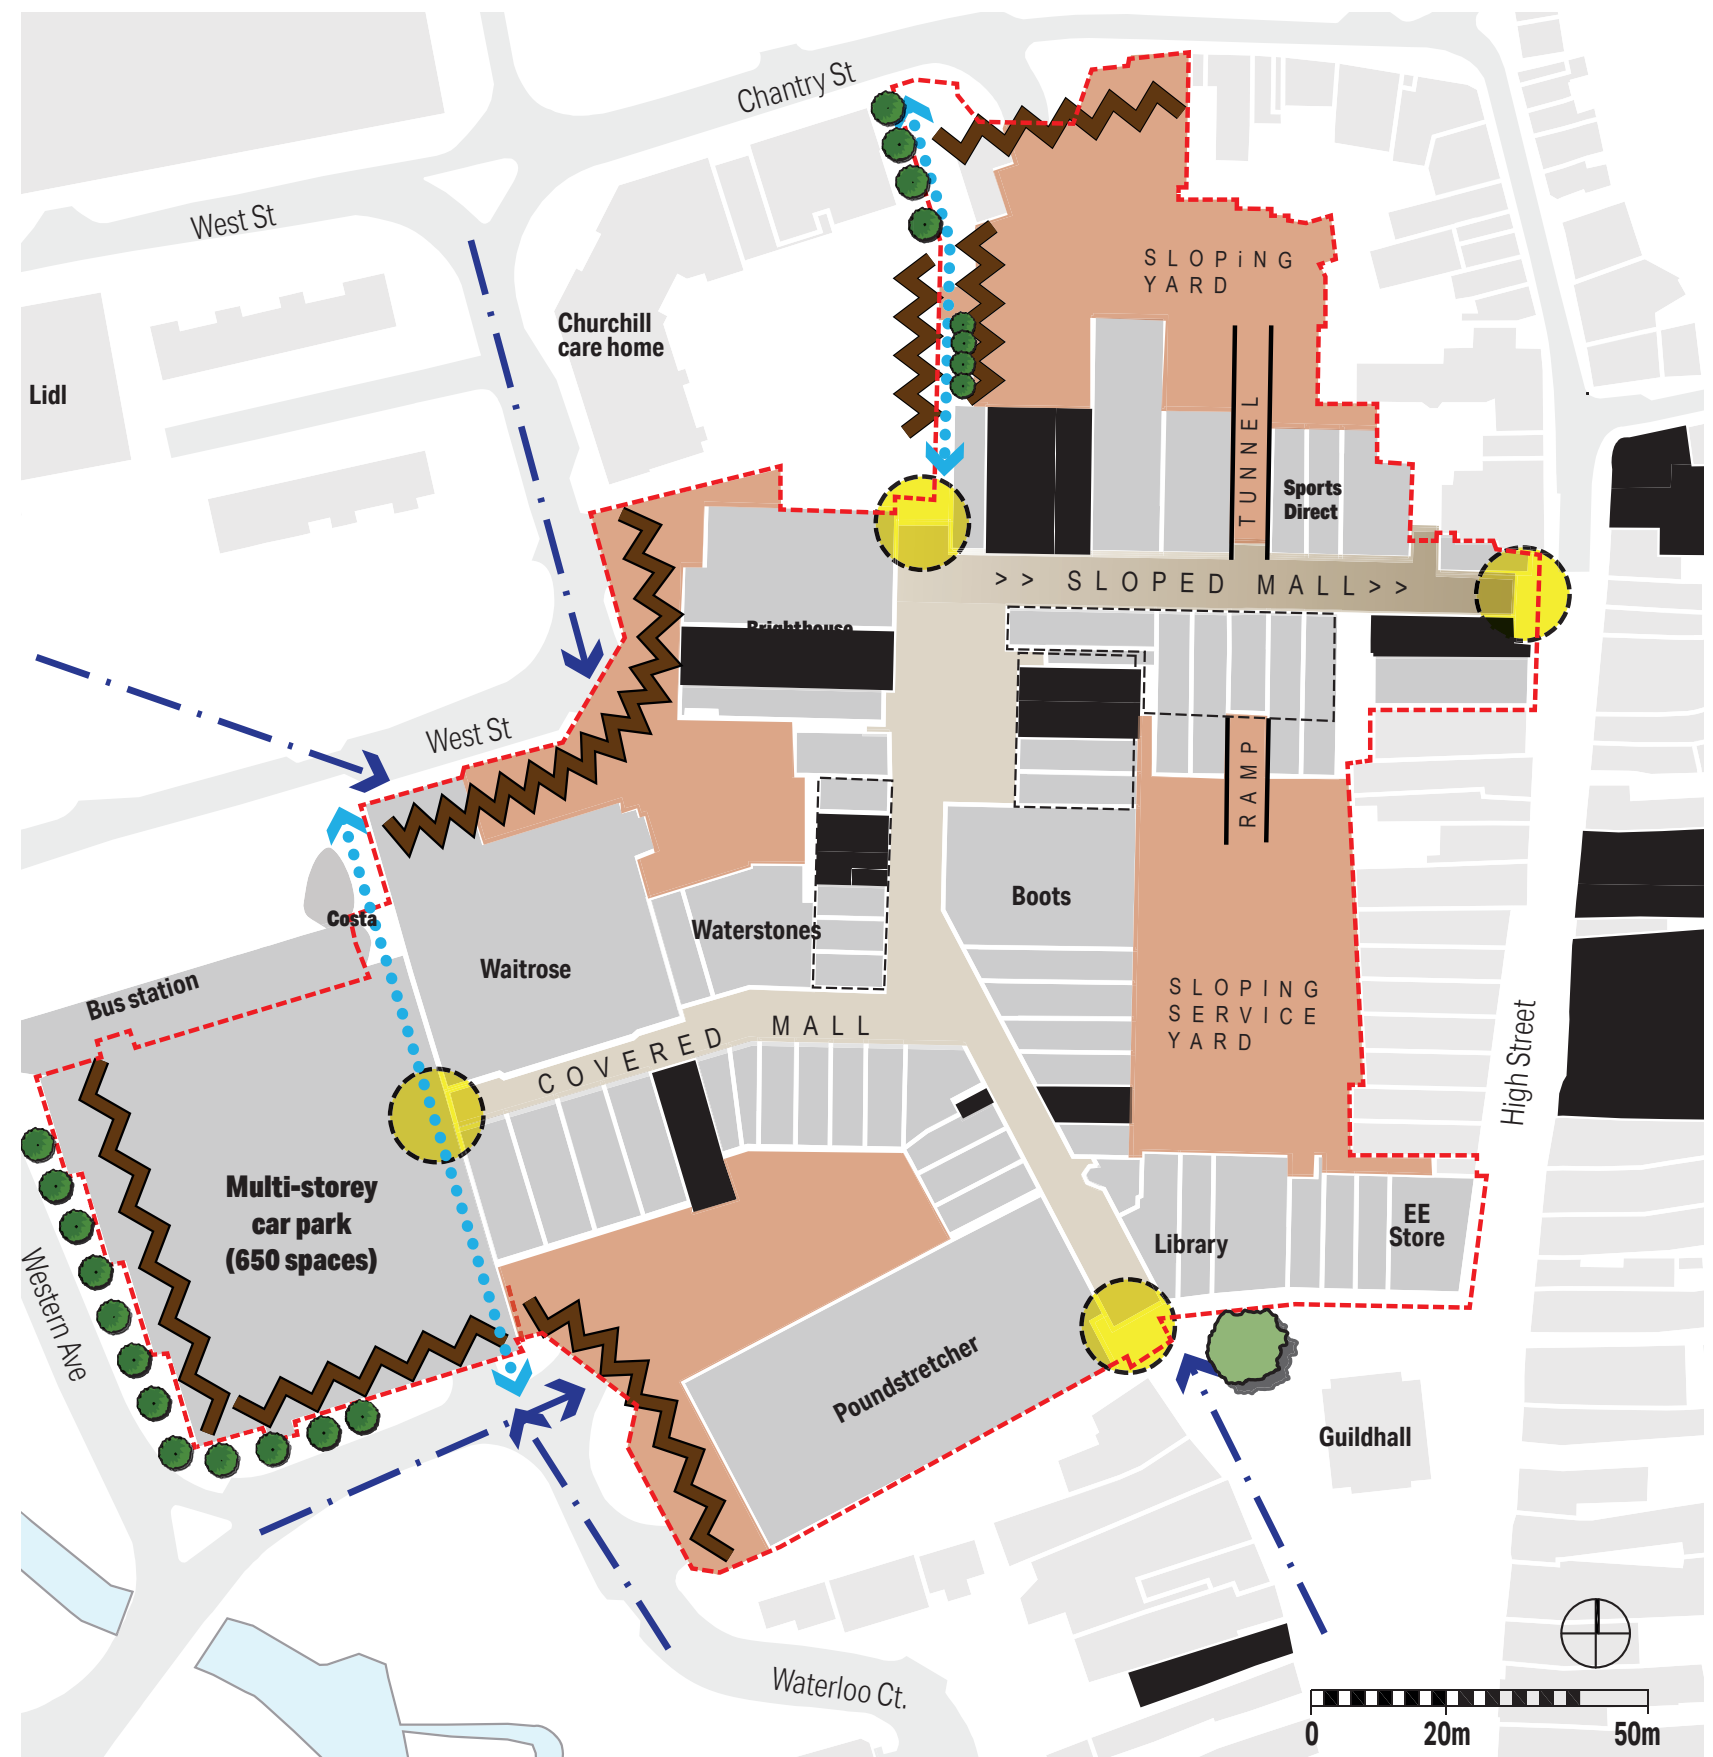 Chantry St
West St
SLOPiNG
YARD
Churchill
care home
Lidl
TUNNEL
Sports
Direct
>> SLOPED MALL>>
Brighthouse
West St
RAMP
Boots
Costa
Waterstones
Waitrose
Bus station
SLOPING
SERVICE
YARD
COVERED MALL
High Street
Multi-storey
car park
(650 spaces)
EE
Store
Library
Western Ave
Poundstretcher
Guildhall
Waterloo Ct.
0 20m 50m